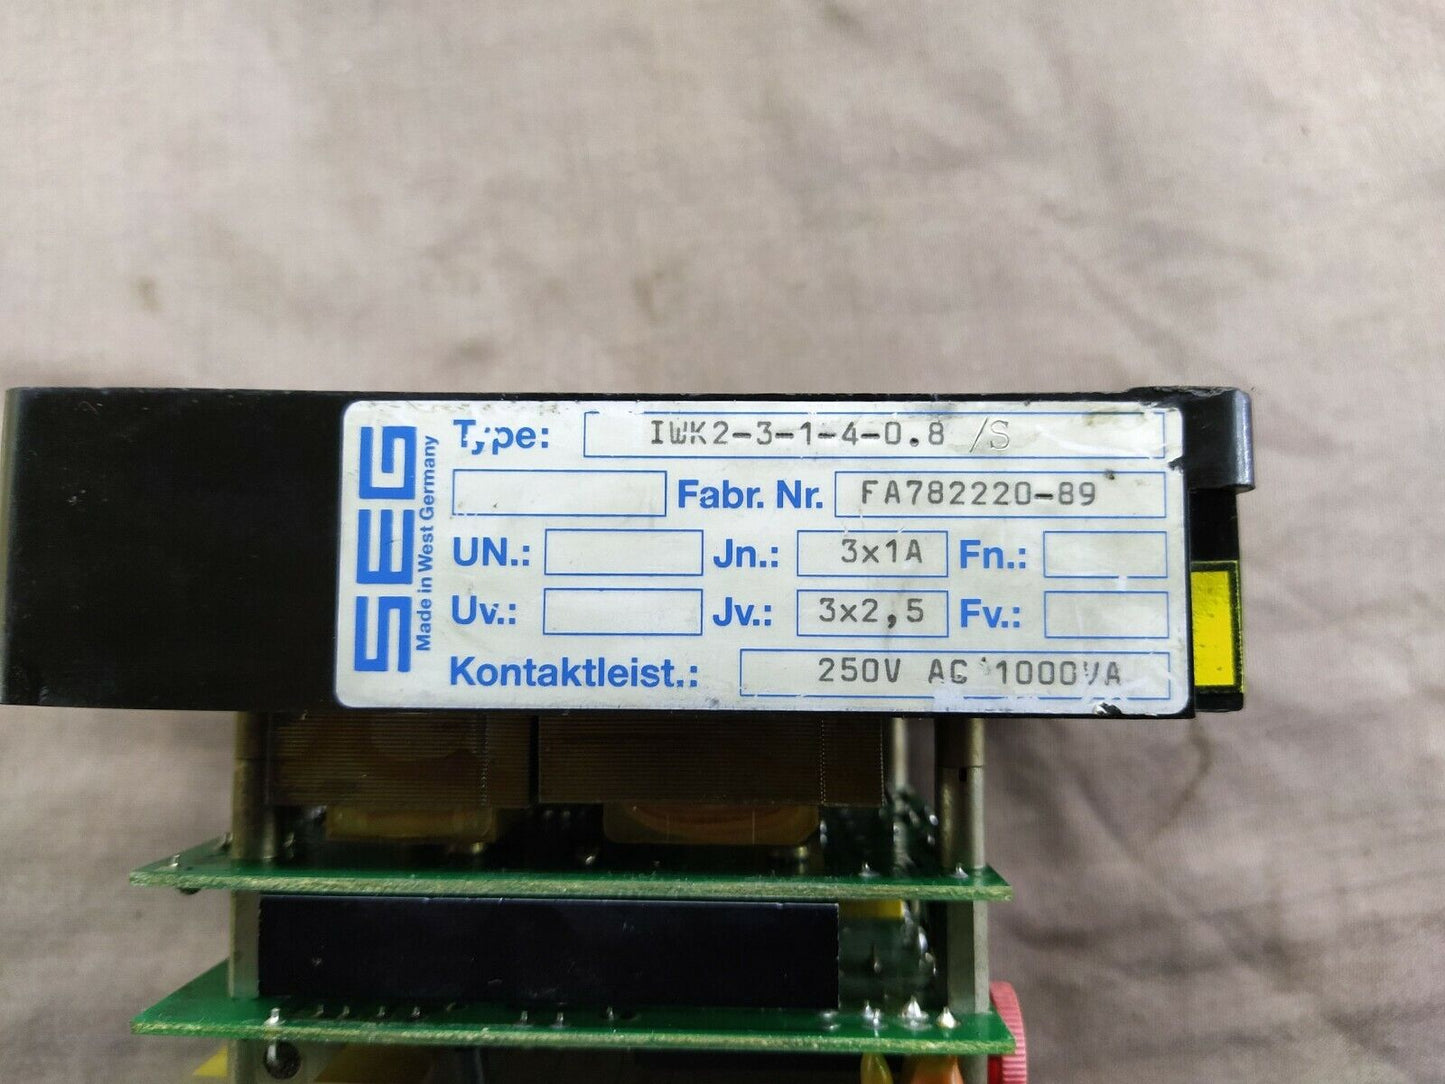 SEG
Made in West Germany
Type: IWK2-3-1-4-0.8 /S
Fabr. Nr. FA782220-89
UN.: Jn.: 3x1A Fn.:
Uv.: Jv.: 3x2,5 Fv.:
Kontaktleist.: 250V AC 1000VA